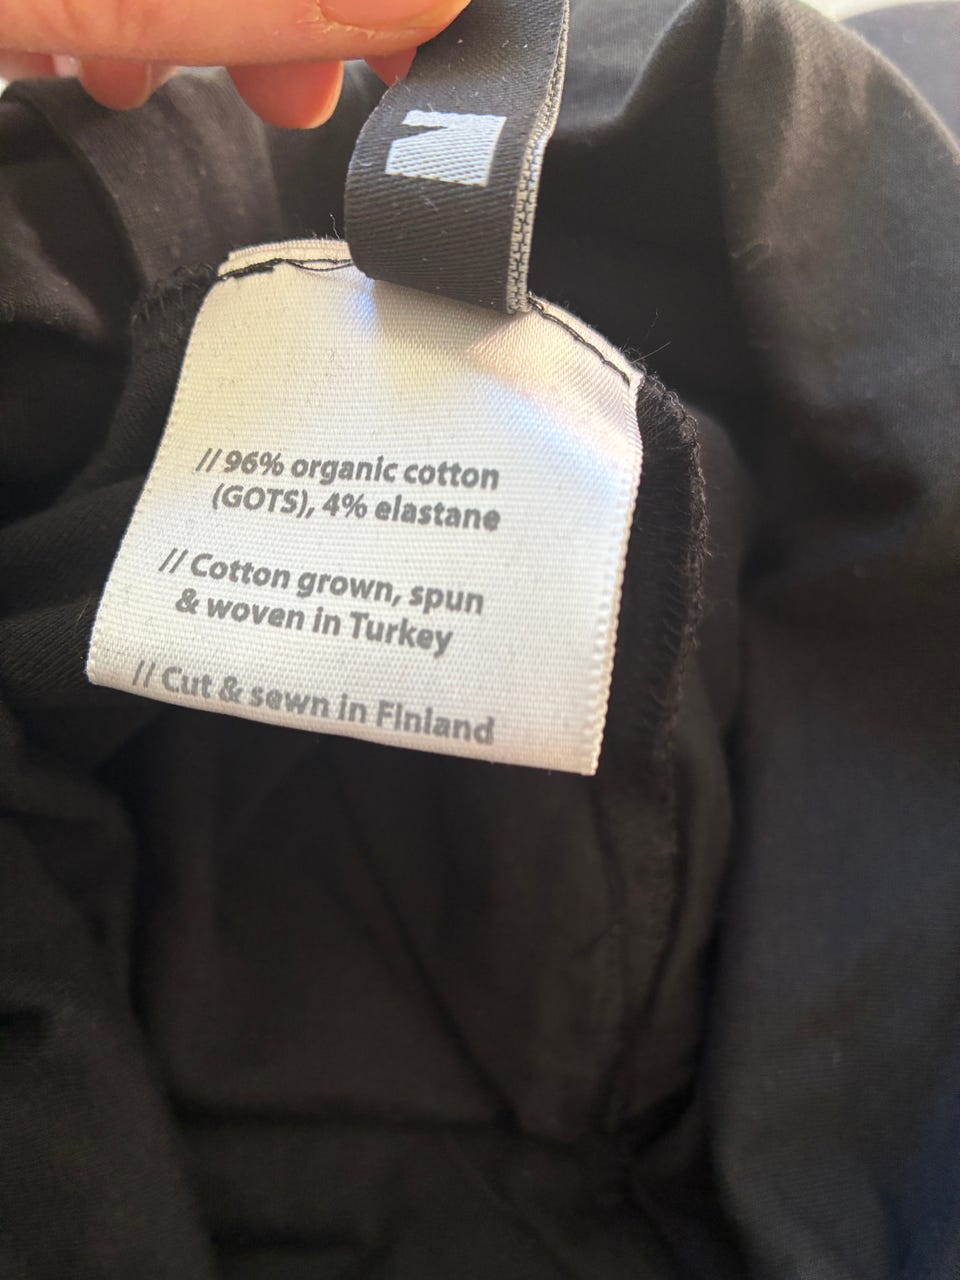 // 96% organic cotton
(GOTS), 4% elastane
// Cotton grown, spun
& woven in Turkey
// Cut & sewn in Finland